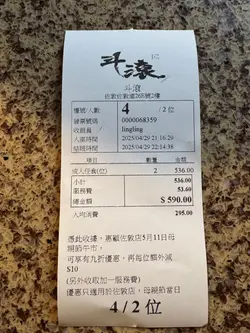 斗滾
斗滾
佐敦佐敦道26號2樓
檯號/人數 4 / 2 位
發票號碼 0000068359
收銀員 lingling
入席時間 2025/04/29 21:16:29
結賬時間 2025/04/29 22:14:38
項目 數量 金額
成人任食(位) 2 536.00
小計 536.00
服務費 53.60
總金額 $ 590.00
人均消費 295.00
憑此收據,惠顧佐敦店5月11日母
親節午市,
可享有九折優惠,再每位額外減
$10
(另外收取加一服務費)
優惠只適用於佐敦店,母親節當日
4 / 2 位